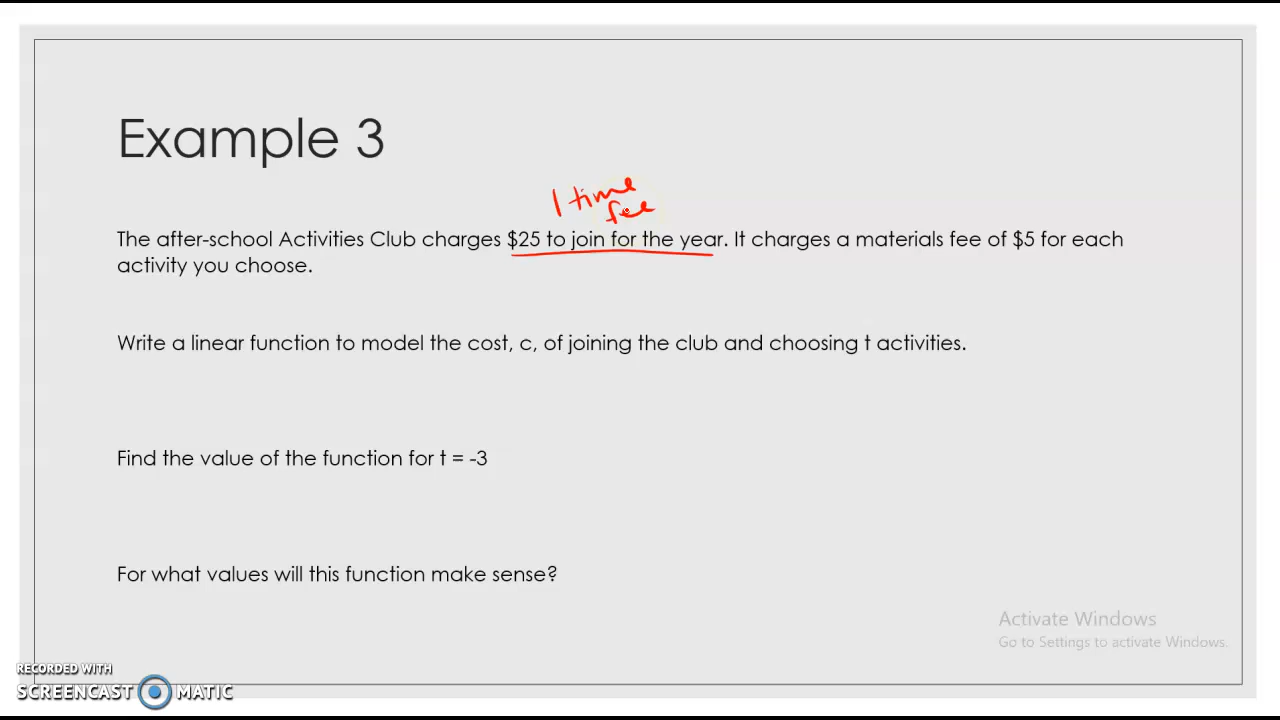 Example 3
1 time
fee
The after-school Activities Club charges $25 to join for the year. It charges a materials fee of $5 for each
activity you choose.
Write a linear function to model the cost, c, of joining the club and choosing t activities.
Find the value of the function for t = -3
For what values will this function make sense?
Activate Windows
Go to Settings to activate Windows.
RECORDED WITH
SCREENCAST MATIC